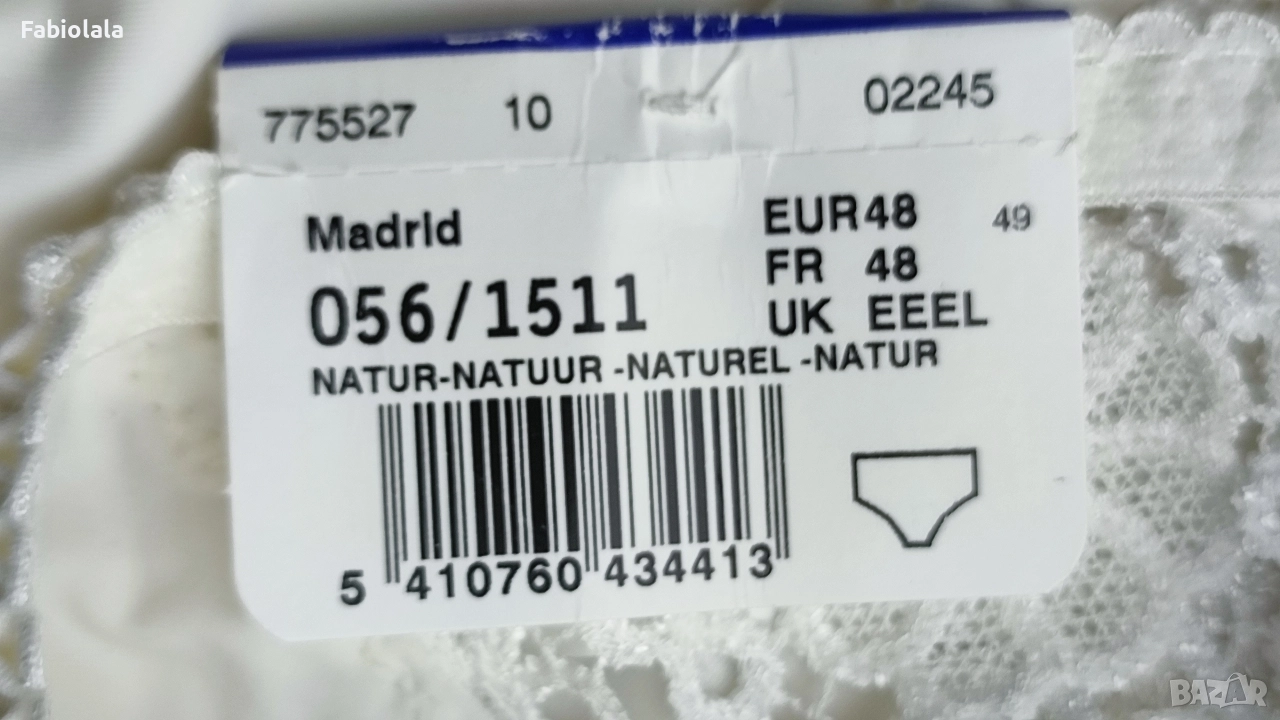 Fabiolala
775527 10 02245
Madrid
EUR48 49
FR 48
056/1511
UK EEEL
NATUR-NATUUR -NATUREL -NATUR
5 410760 434413
BAZAR